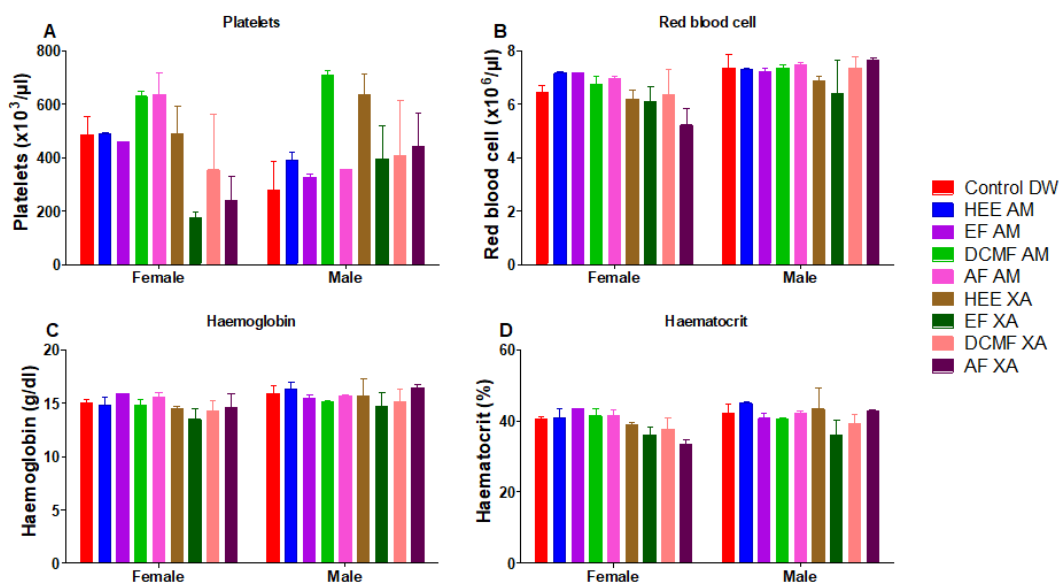 A
Platelets
Platelets (x10³/µl)
800
600
400
200
0
Female
Male
B
Red blood cell
Red blood cell (x10⁶/µl)
8
6
4
2
0
Female
Male
Control DW
HEE AM
EF AM
DCMF AM
AF AM
HEE XA
EF XA
DCMF XA
AF XA
C
Haemoglobin
Haemoglobin (g/dl)
20
15
10
5
0
Female
Male
D
Haematocrit
Haematocrit (%)
60
40
20
0
Female
Male